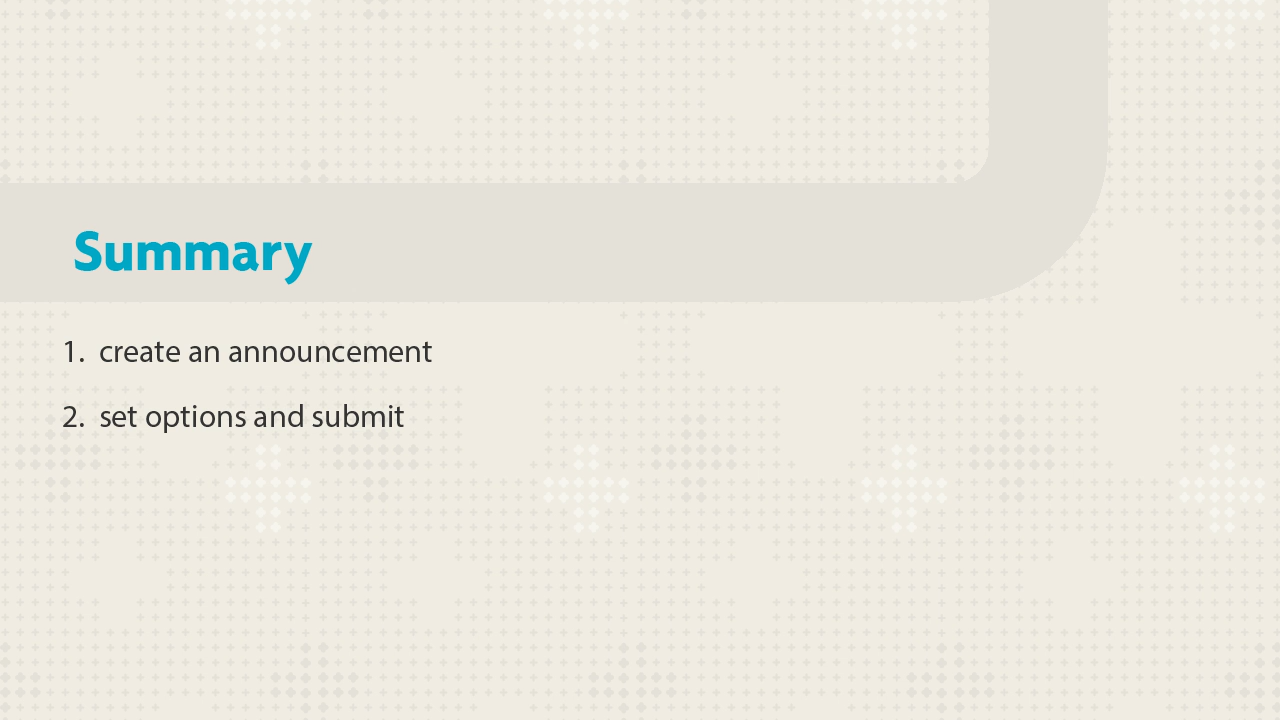 Summary
1. create an announcement
2. set options and submit